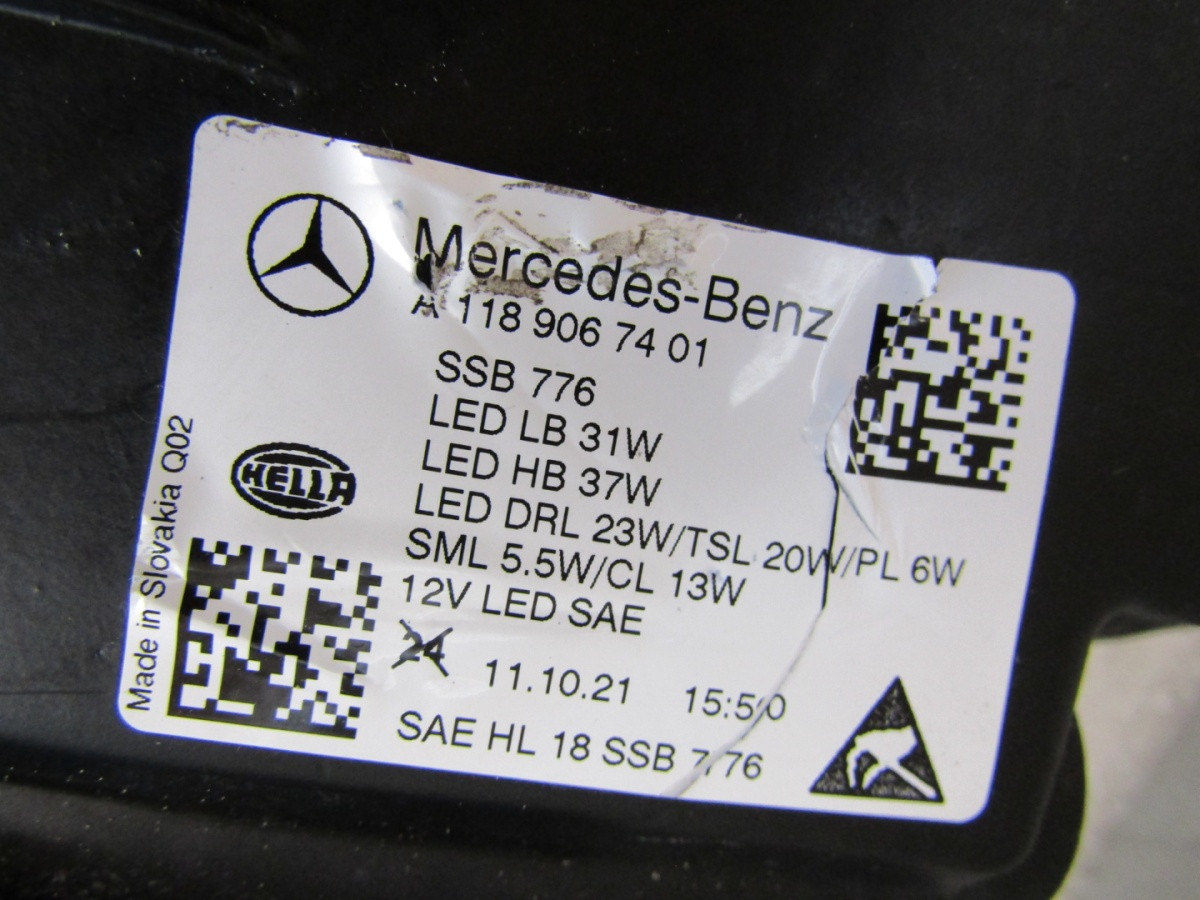 Mercedes-Benz
A 118 906 74 01
SSB 776
LED LB 31W
LED HB 37W
LED DRL 23W/TSL 20W/PL 6W
SML 5.5W/CL 13W
12V LED SAE
24 11.10.21 15:50
SAE HL 18 SSB 776
HELLA
Made in Slovakia Q02